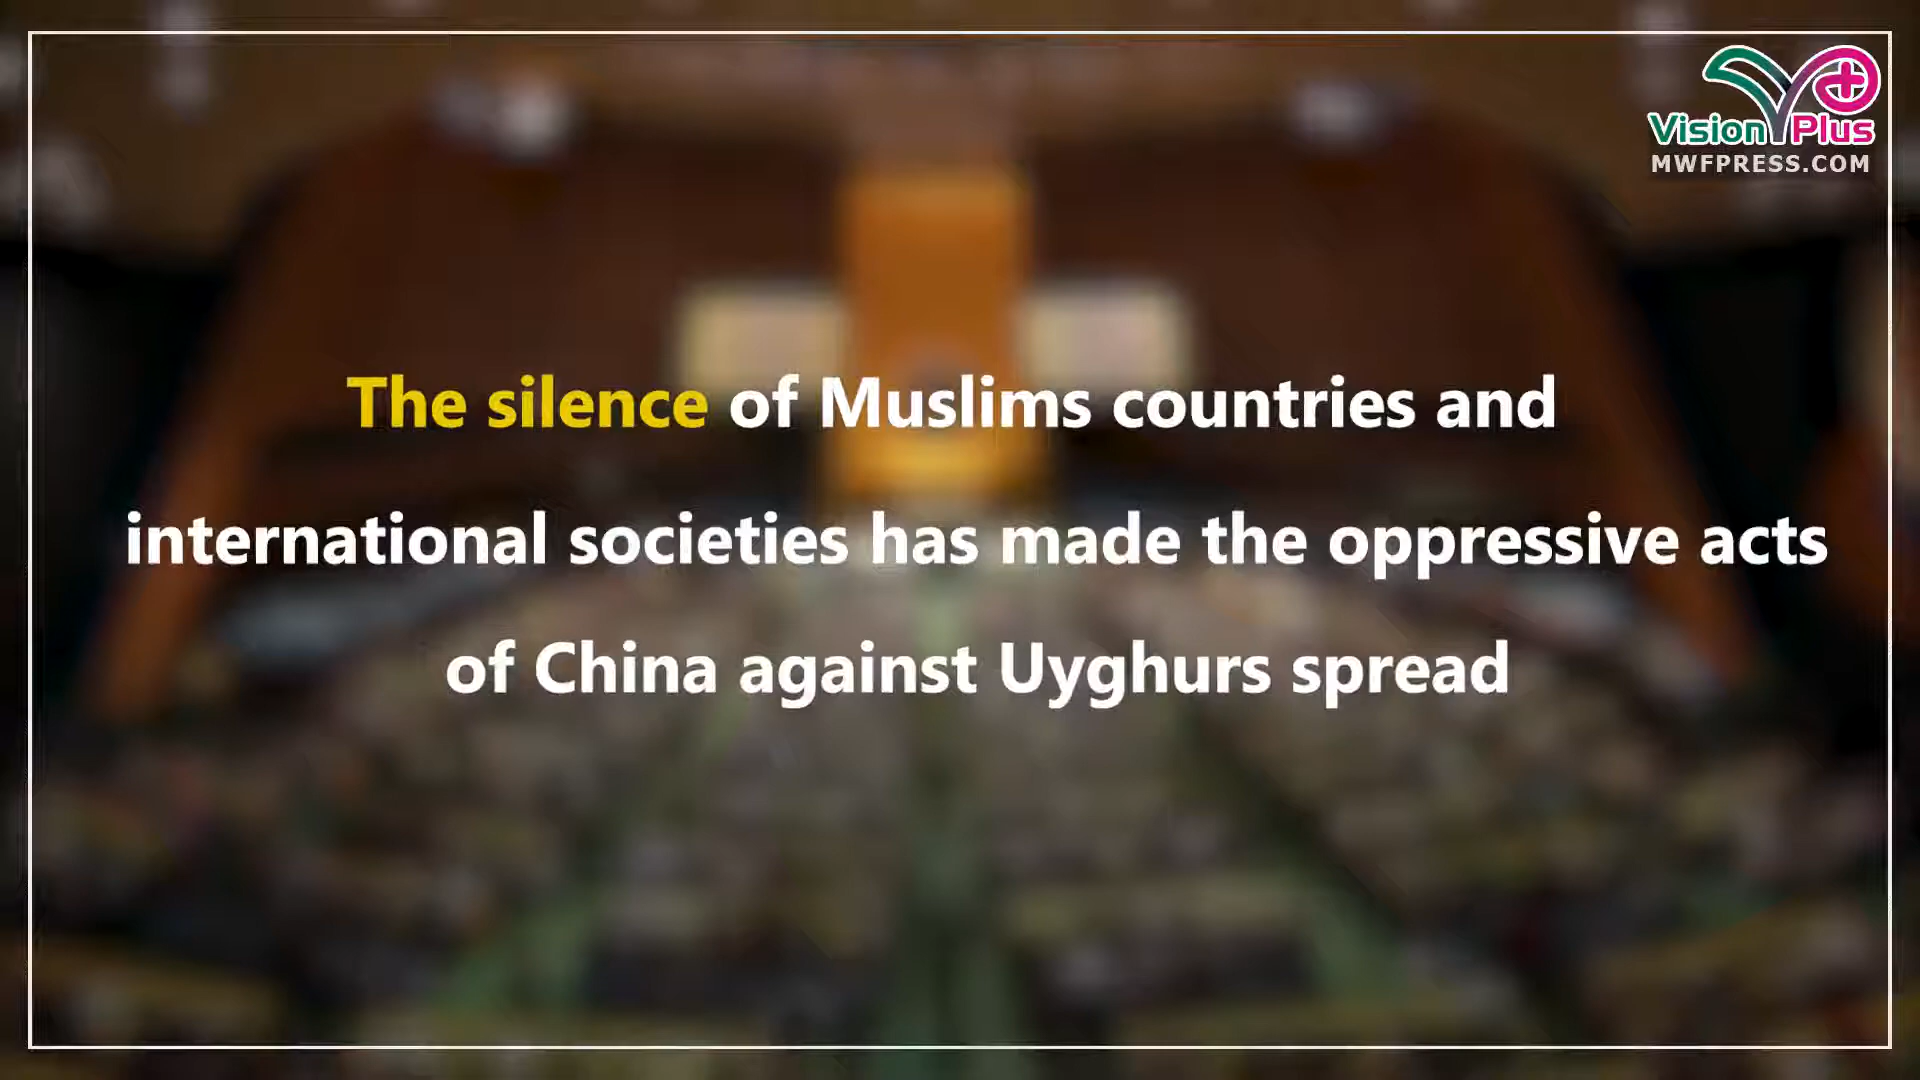 Vision Plus
MWFPRESS.COM
The silence of Muslims countries and
international societies has made the oppressive acts
of China against Uyghurs spread